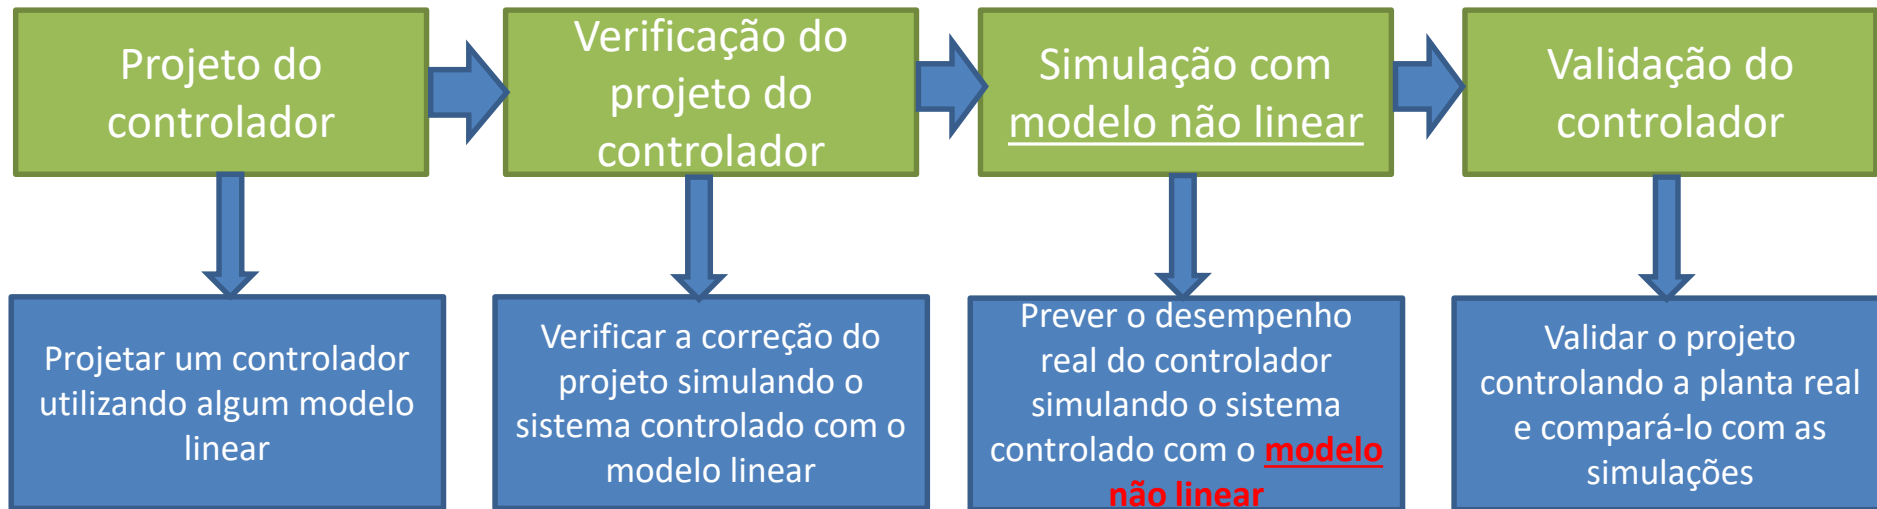 Projeto do
controlador
Verificação do
projeto do
controlador
Simulação com
modelo não linear
Validação do
controlador
Projetar um controlador
utilizando algum modelo
linear
Verificar a correção do
projeto simulando o
sistema controlado com o
modelo linear
Prever o desempenho
real do controlador
simulando o sistema
controlado com o modelo
não linear
Validar o projeto
controlando a planta real
e compará-lo com as
simulações